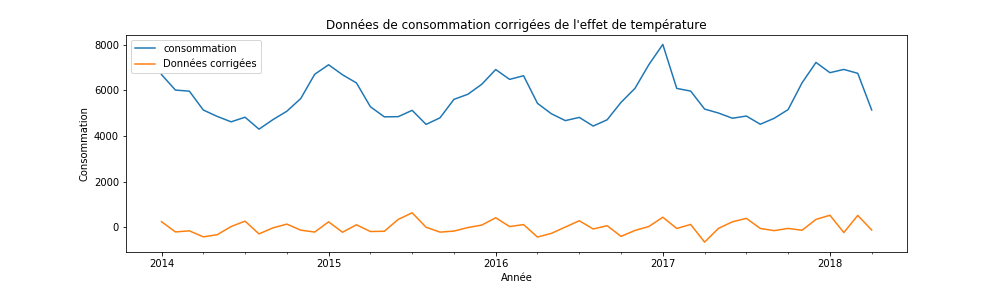 Données de consommation corrigées de l'effet de température
consommation
Données corrigées
Consommation
8000
6000
4000
2000
0
2014
2015
2016
2017
2018
Année